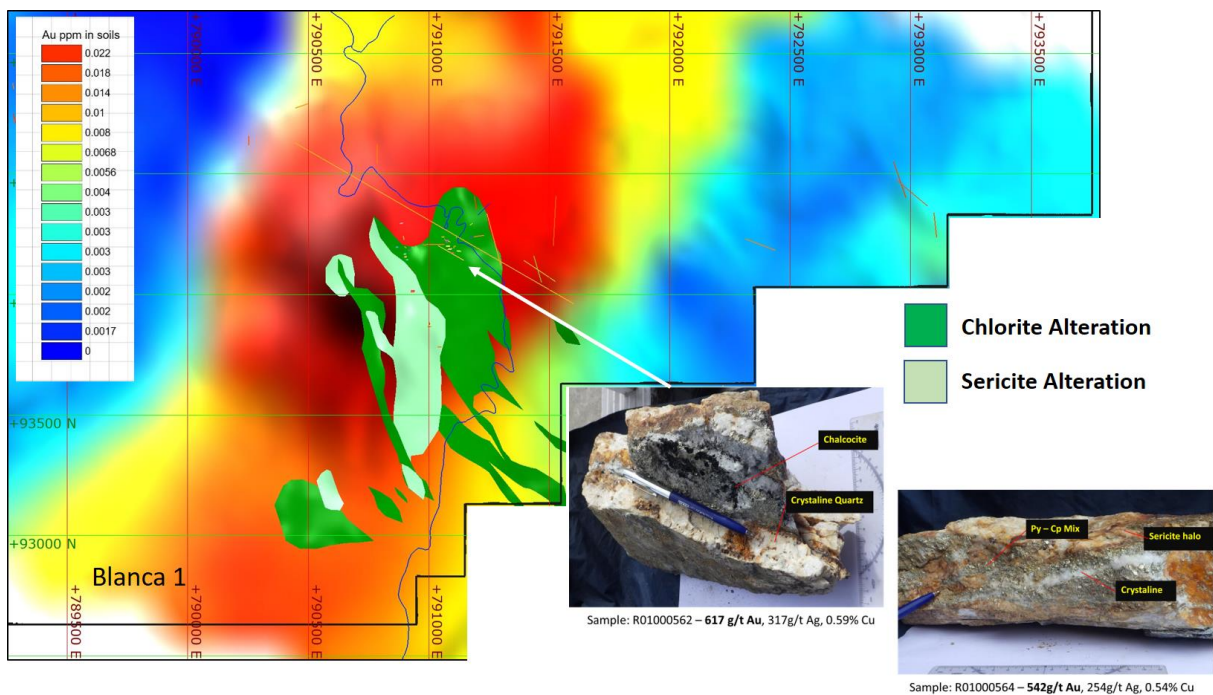 Au ppm in soils
0.022
0.018
0.014
0.01
0.008
0.0068
0.0056
0.004
0.003
0.003
0.003
0.003
0.002
0.002
0.0017
0
+790000 E
+790500 E
+791000 E
+791500 E
+792000 E
+792500 E
+793000 E
+793500 E
Chlorite Alteration
Sericite Alteration
+93500 N
+93000 N
Blanca 1
+789500 E
+790000 E
+790500 E
+791000 E
Chalcocite
Crystaline Quartz
Sample: R01000562 – 617 g/t Au, 317g/t Ag, 0.59% Cu
Py – Cp Mix
Sericite halo
Crystaline
Sample: R01000564 – 542g/t Au, 254g/t Ag, 0.54% Cu